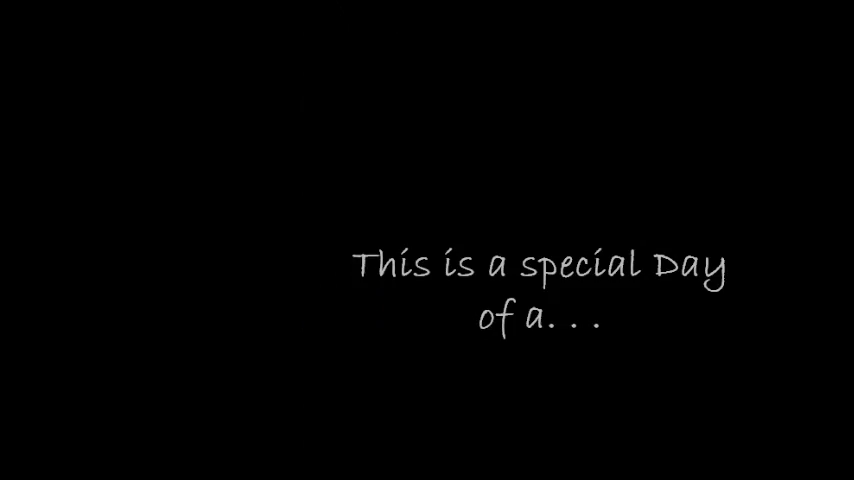 This is a special Day
of a. . .